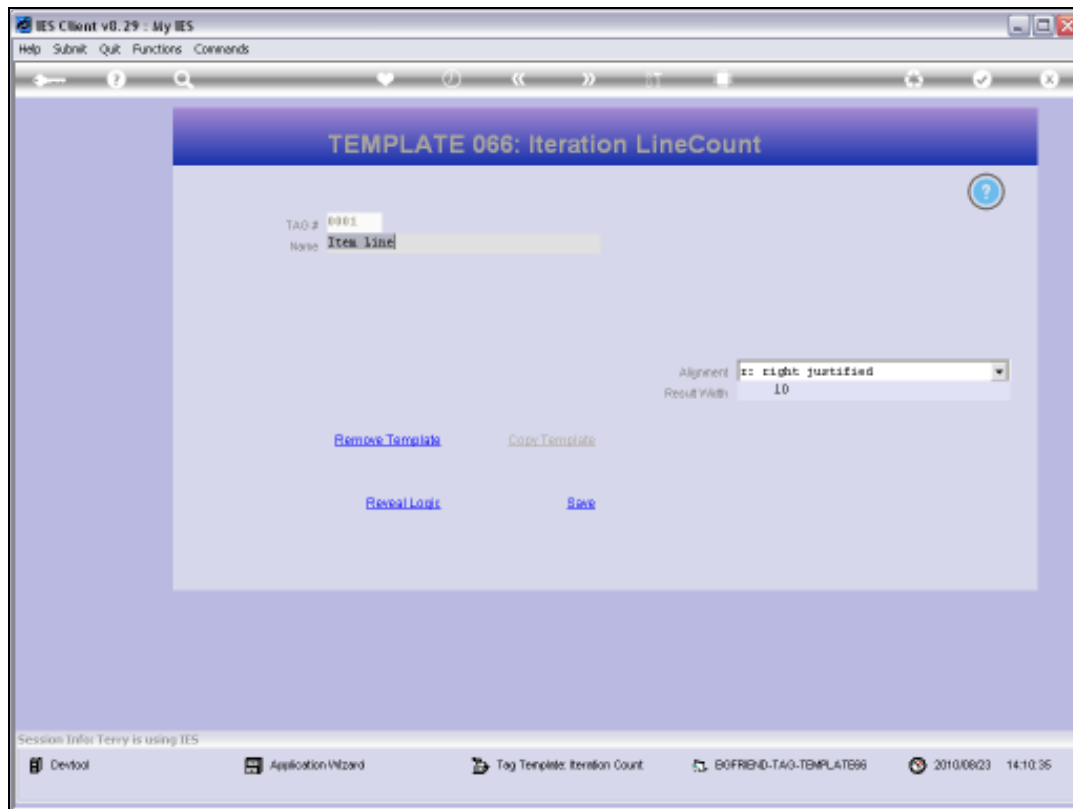 IES Client v8.29 : My IES
Help Submit Quit Functions Commands
TEMPLATE 066: Iteration LineCount
TAG # 0001
Name Item line
Alignment r: right justified
Result Width 10
Remove Template Copy Template
Reveal Logic Save
Session Info: Terry is using IES
Devtool Application Wizard Tag Template: Iteration Count BGFRIEND-TAG-TEMPLATE66 2010/08/23 14:10:35